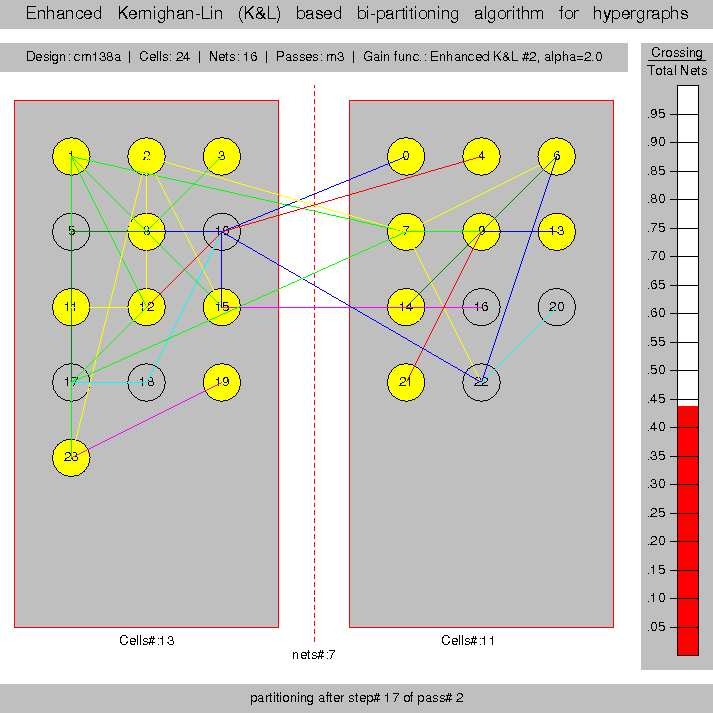 Enhanced Kernighan-Lin (K&L) based bi-partitioning algorithm for hypergraphs
Design: cm138a | Cells: 24 | Nets: 16 | Passes: m3 | Gain func.: Enhanced K&L #2, alpha=2.0
Crossing
Total Nets
.95
.90
.85
.80
.75
.70
.65
.60
.55
.50
.45
.40
.35
.30
.25
.20
.15
.10
.05
1 2 3 0 4 6
5 7 13
11 12 15 14 16 20
17 18 19 21 22
23
Cells#:13
Cells#:11
nets#:7
partitioning after step# 17 of pass# 2